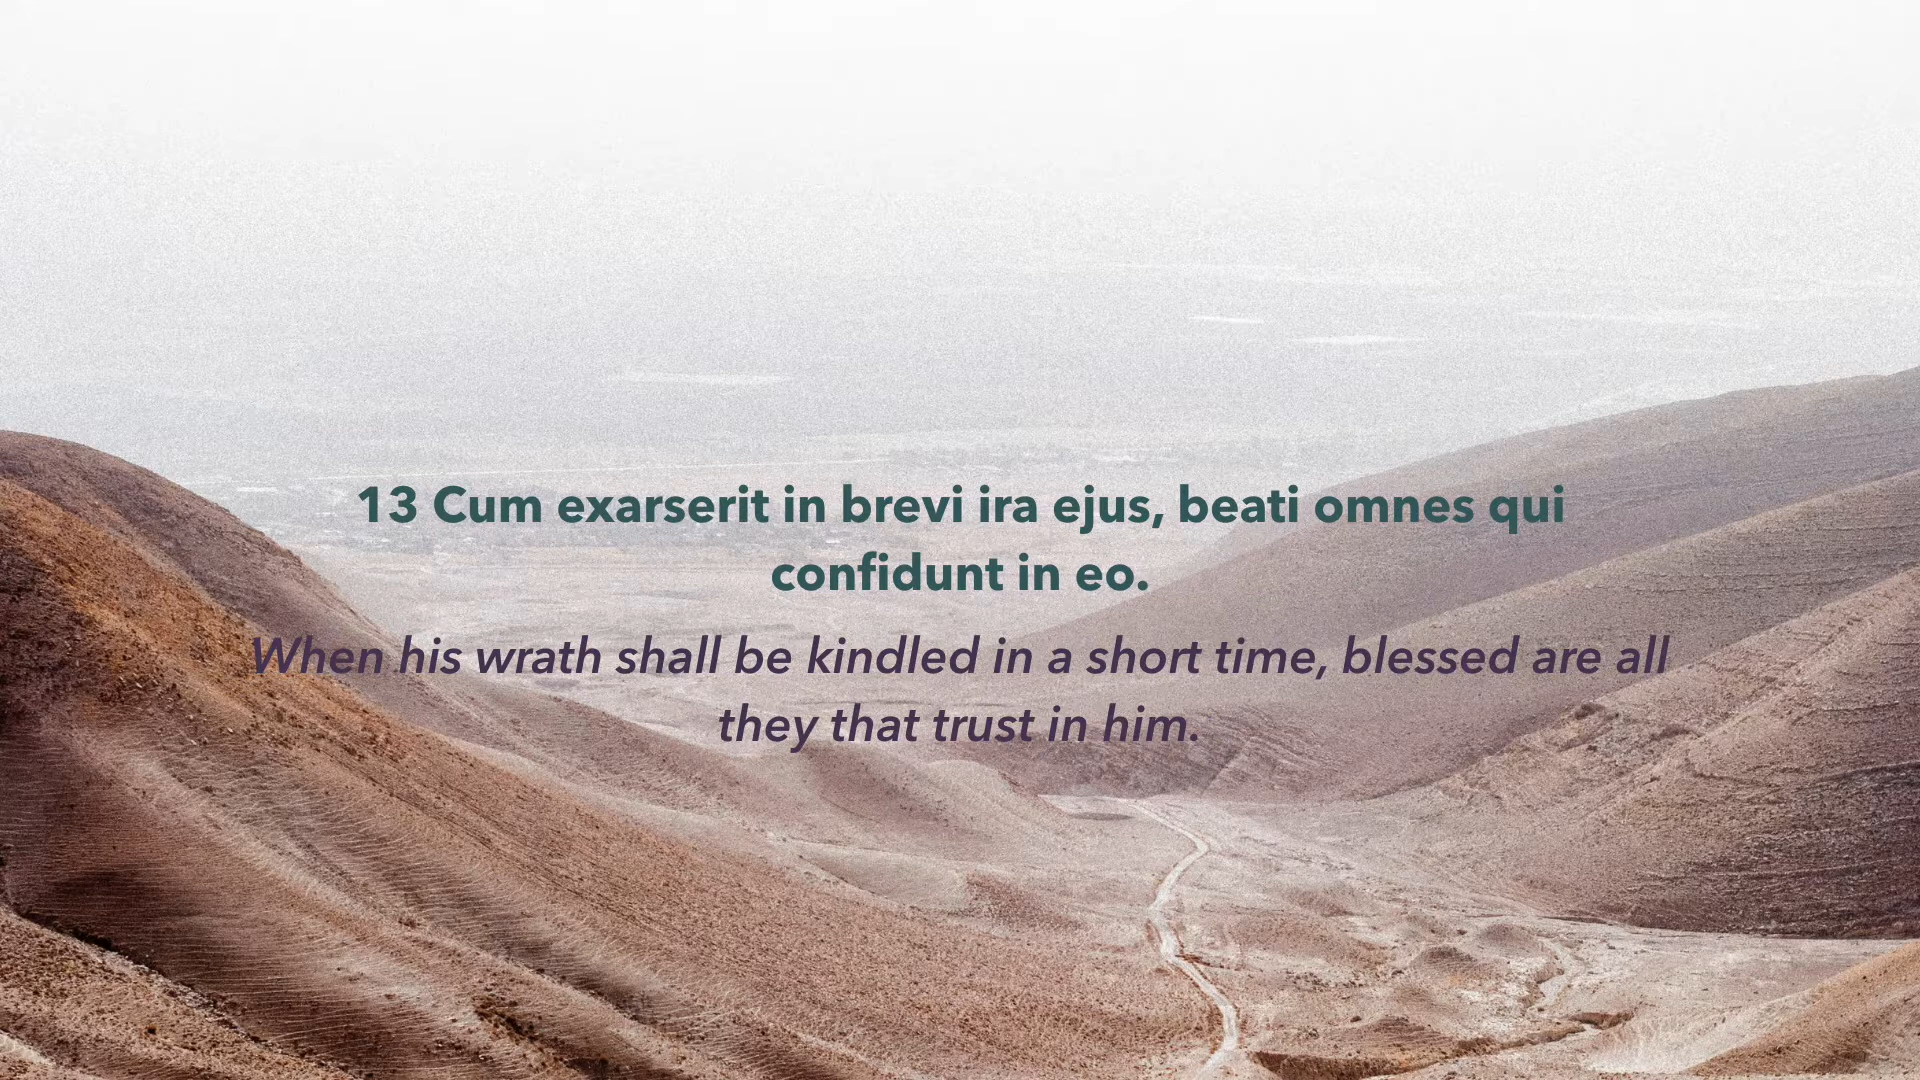 13 Cum exarserit in brevi ira ejus, beati omnes qui
confidunt in eo.
When his wrath shall be kindled in a short time, blessed are all
they that trust in him.